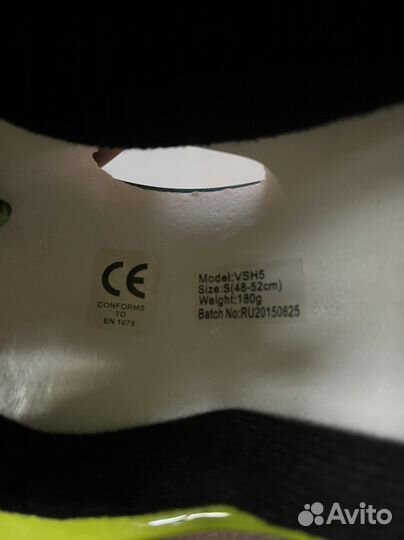 CE
CONFORMS
TO
EN 1078
Model:VSH5
Size:S(48-52cm)
Weight:180g
Batch No:RU20150825
Avito